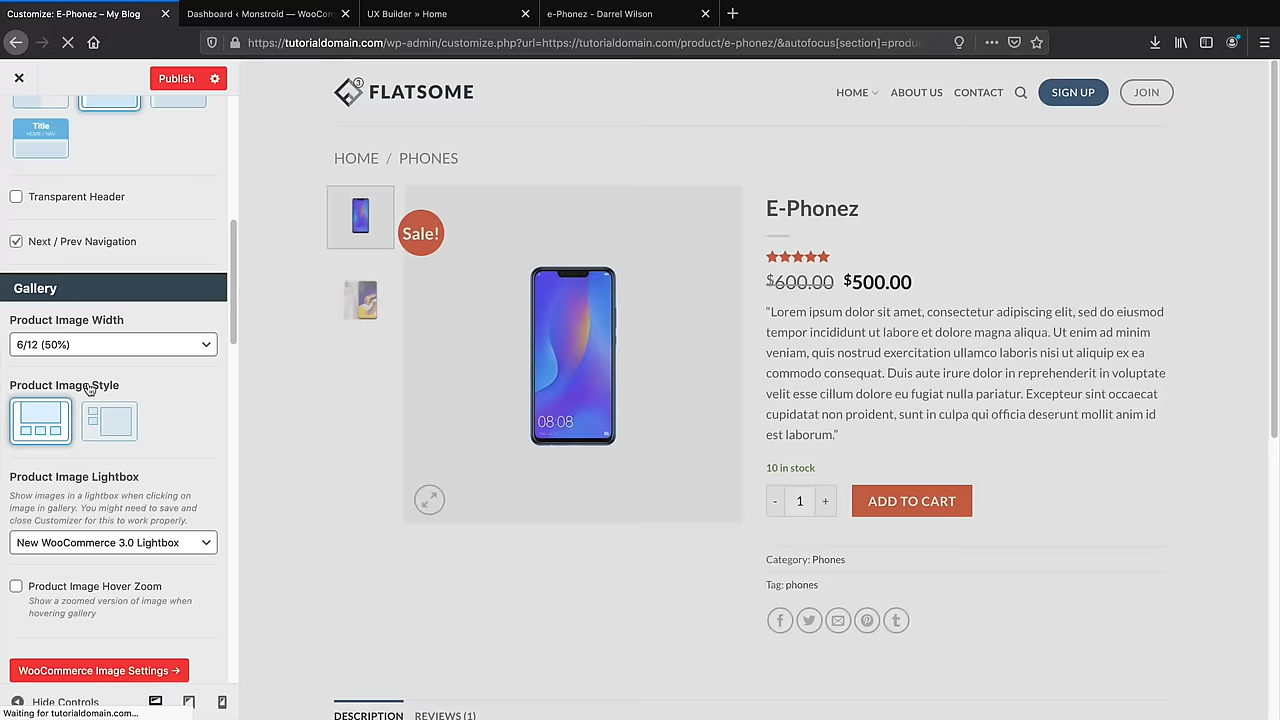 Customize: E-Phonez – My Blog
Dashboard ‹ Monstroid — WooCom
UX Builder » Home
e-Phonez - Darrel Wilson
https://tutorialdomain.com/wp-admin/customize.php?url=https://tutorialdomain.com/product/e-phonez/&autofocus[section]=produ
Publish
FLATSOME
3
HOME
ABOUT US
CONTACT
SIGN UP
JOIN
Title
HOME / NAV
Transparent Header
Next / Prev Navigation
Gallery
Product Image Width
6/12 (50%)
Product Image Style
Product Image Lightbox
Show images in a lightbox when clicking on
image in gallery. You might need to save and
close Customizer for this to work properly.
New WooCommerce 3.0 Lightbox
Product Image Hover Zoom
Show a zoomed version of image when
hovering gallery
WooCommerce Image Settings →
Hide Controls
Waiting for tutorialdomain.com...
HOME / PHONES
Sale!
08:08
E-Phonez
$600.00 $500.00
“Lorem ipsum dolor sit amet, consectetur adipiscing elit, sed do eiusmod
tempor incididunt ut labore et dolore magna aliqua. Ut enim ad minim
veniam, quis nostrud exercitation ullamco laboris nisi ut aliquip ex ea
commodo consequat. Duis aute irure dolor in reprehenderit in voluptate
velit esse cillum dolore eu fugiat nulla pariatur. Excepteur sint occaecat
cupidatat non proident, sunt in culpa qui officia deserunt mollit anim id
est laborum.”
10 in stock
- 1 +
ADD TO CART
Category: Phones
Tag: phones
DESCRIPTION
REVIEWS (1)